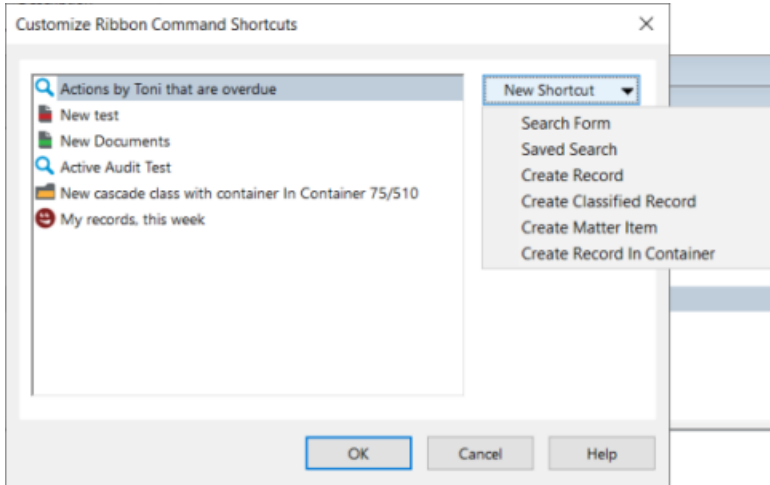 Customize Ribbon Command Shortcuts
Actions by Toni that are overdue
New test
New Documents
Active Audit Test
New cascade class with container In Container 75/510
My records, this week
New Shortcut
Search Form
Saved Search
Create Record
Create Classified Record
Create Matter Item
Create Record In Container
OK
Cancel
Help